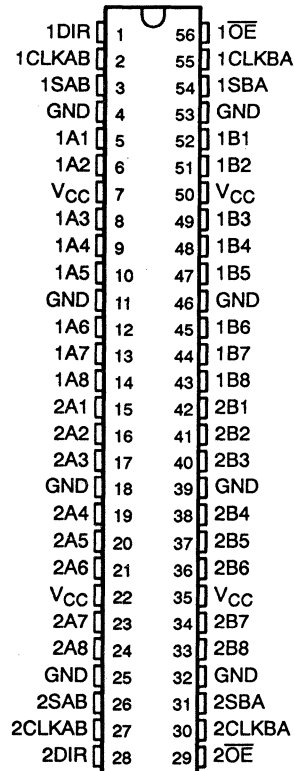 1DIR 1 56 1O̅E̅
1CLKAB 2 55 1CLKBA
1SAB 3 54 1SBA
GND 4 53 GND
1A1 5 52 1B1
1A2 6 51 1B2
VCC 7 50 VCC
1A3 8 49 1B3
1A4 9 48 1B4
1A5 10 47 1B5
GND 11 46 GND
1A6 12 45 1B6
1A7 13 44 1B7
1A8 14 43 1B8
2A1 15 42 2B1
2A2 16 41 2B2
2A3 17 40 2B3
GND 18 39 GND
2A4 19 38 2B4
2A5 20 37 2B5
2A6 21 36 2B6
VCC 22 35 VCC
2A7 23 34 2B7
2A8 24 33 2B8
GND 25 32 GND
2SAB 26 31 2SBA
2CLKAB 27 30 2CLKBA
2DIR 28 29 2O̅E̅